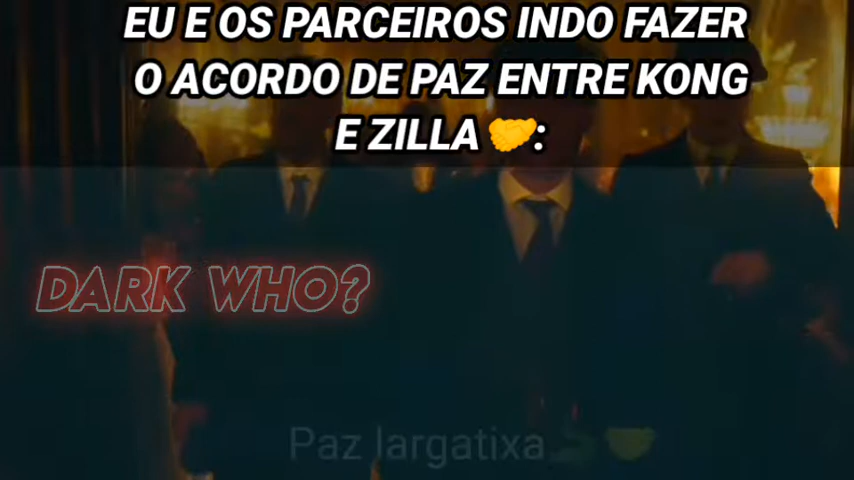 EU E OS PARCEIROS INDO FAZER
O ACORDO DE PAZ ENTRE KONG
E ZILLA 🤝:
DARK WHO?
Paz largatixa 🦎 🤝